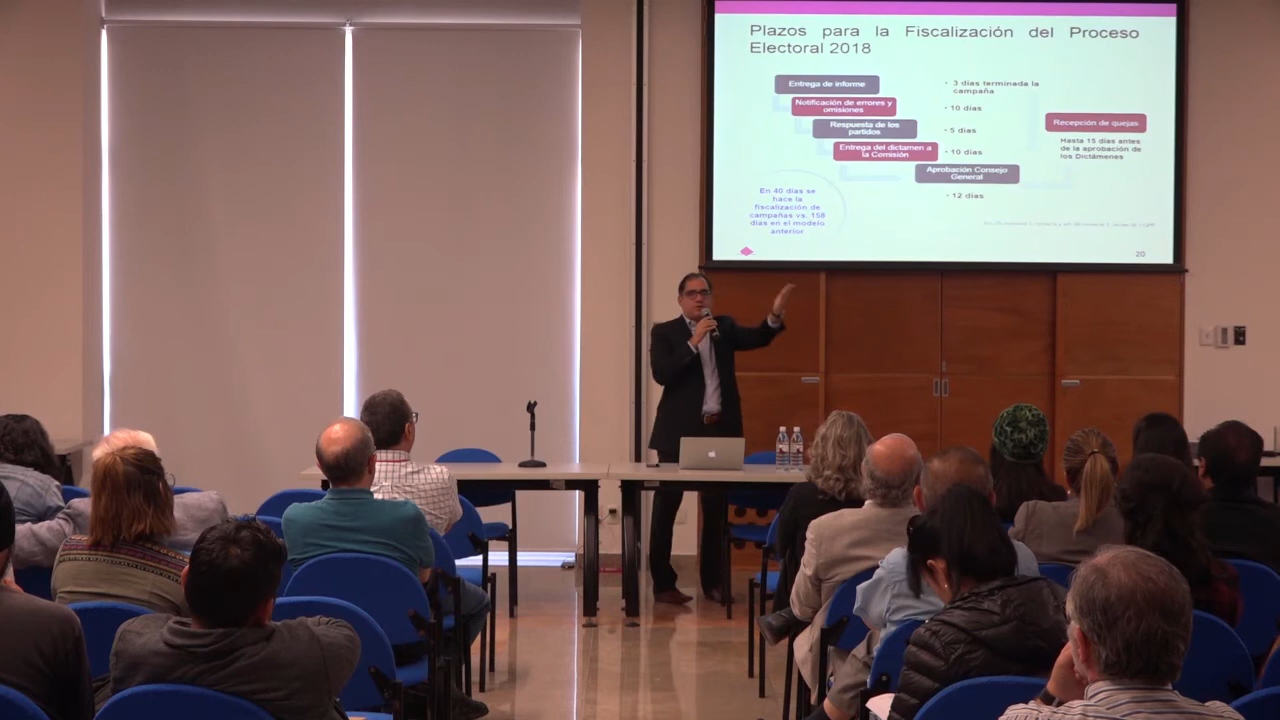 Plazos para la Fiscalización del Proceso
Electoral 2018
Entrega de informe
• 3 días terminada la
campaña
Notificación de errores y
omisiones
• 10 días
Respuesta de los
partidos
• 5 días
Entrega del dictamen a
la Comisión
• 10 días
Aprobación Consejo
General
• 12 días
Recepción de quejas
Hasta 15 días antes
de la aprobación de
los Dictámenes
En 40 días se
hace la
fiscalización de
campañas vs. 158
días en el modelo
anterior
20